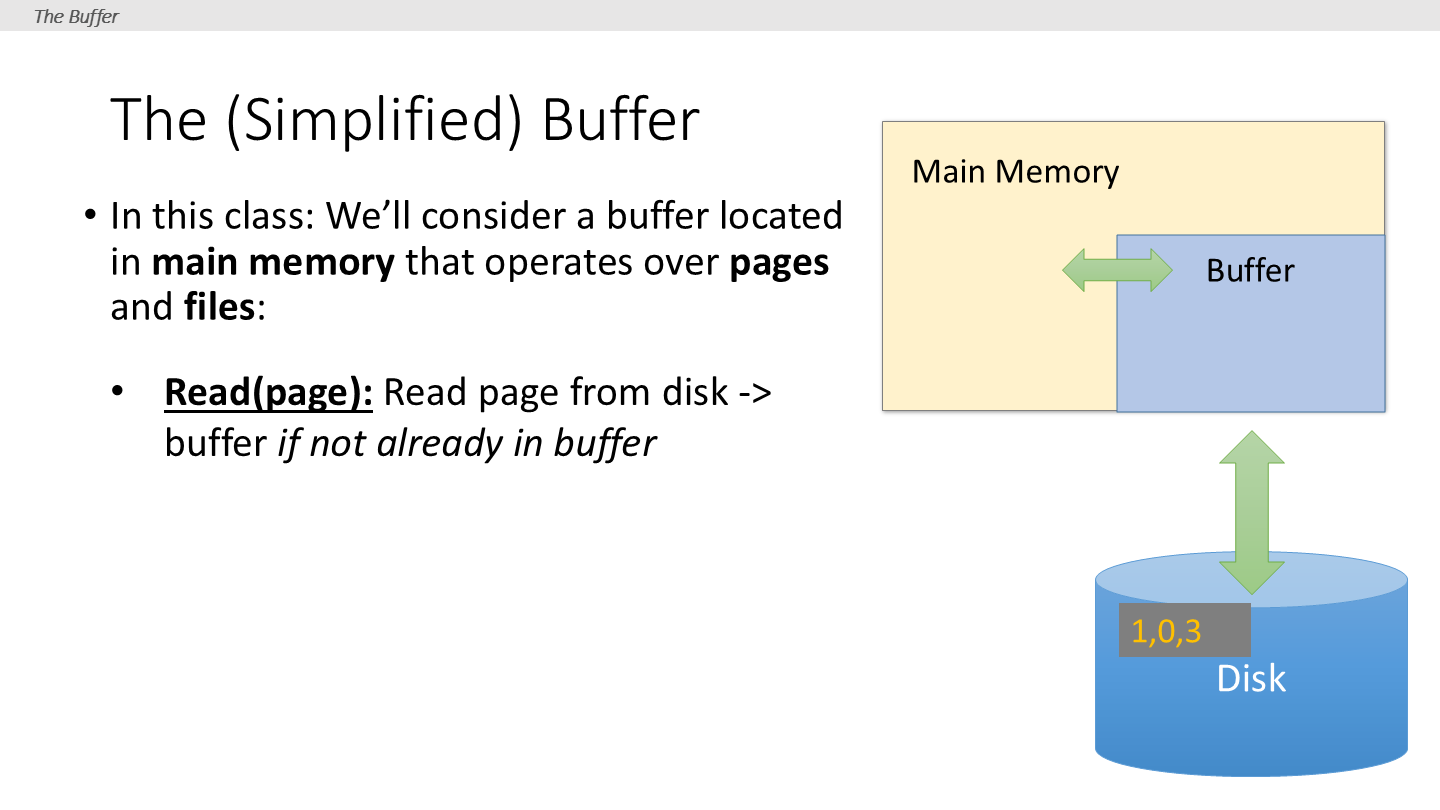 The Buffer
The (Simplified) Buffer
• In this class: We’ll consider a buffer located
in main memory that operates over pages
and files:
• Read(page): Read page from disk ->
buffer if not already in buffer
Main Memory
Buffer
1,0,3
Disk